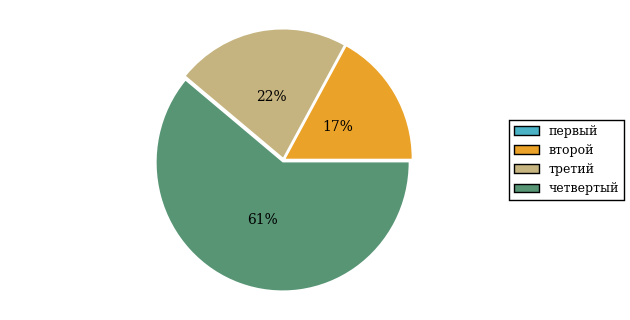 22%
17%
61%
первый
второй
третий
четвертый